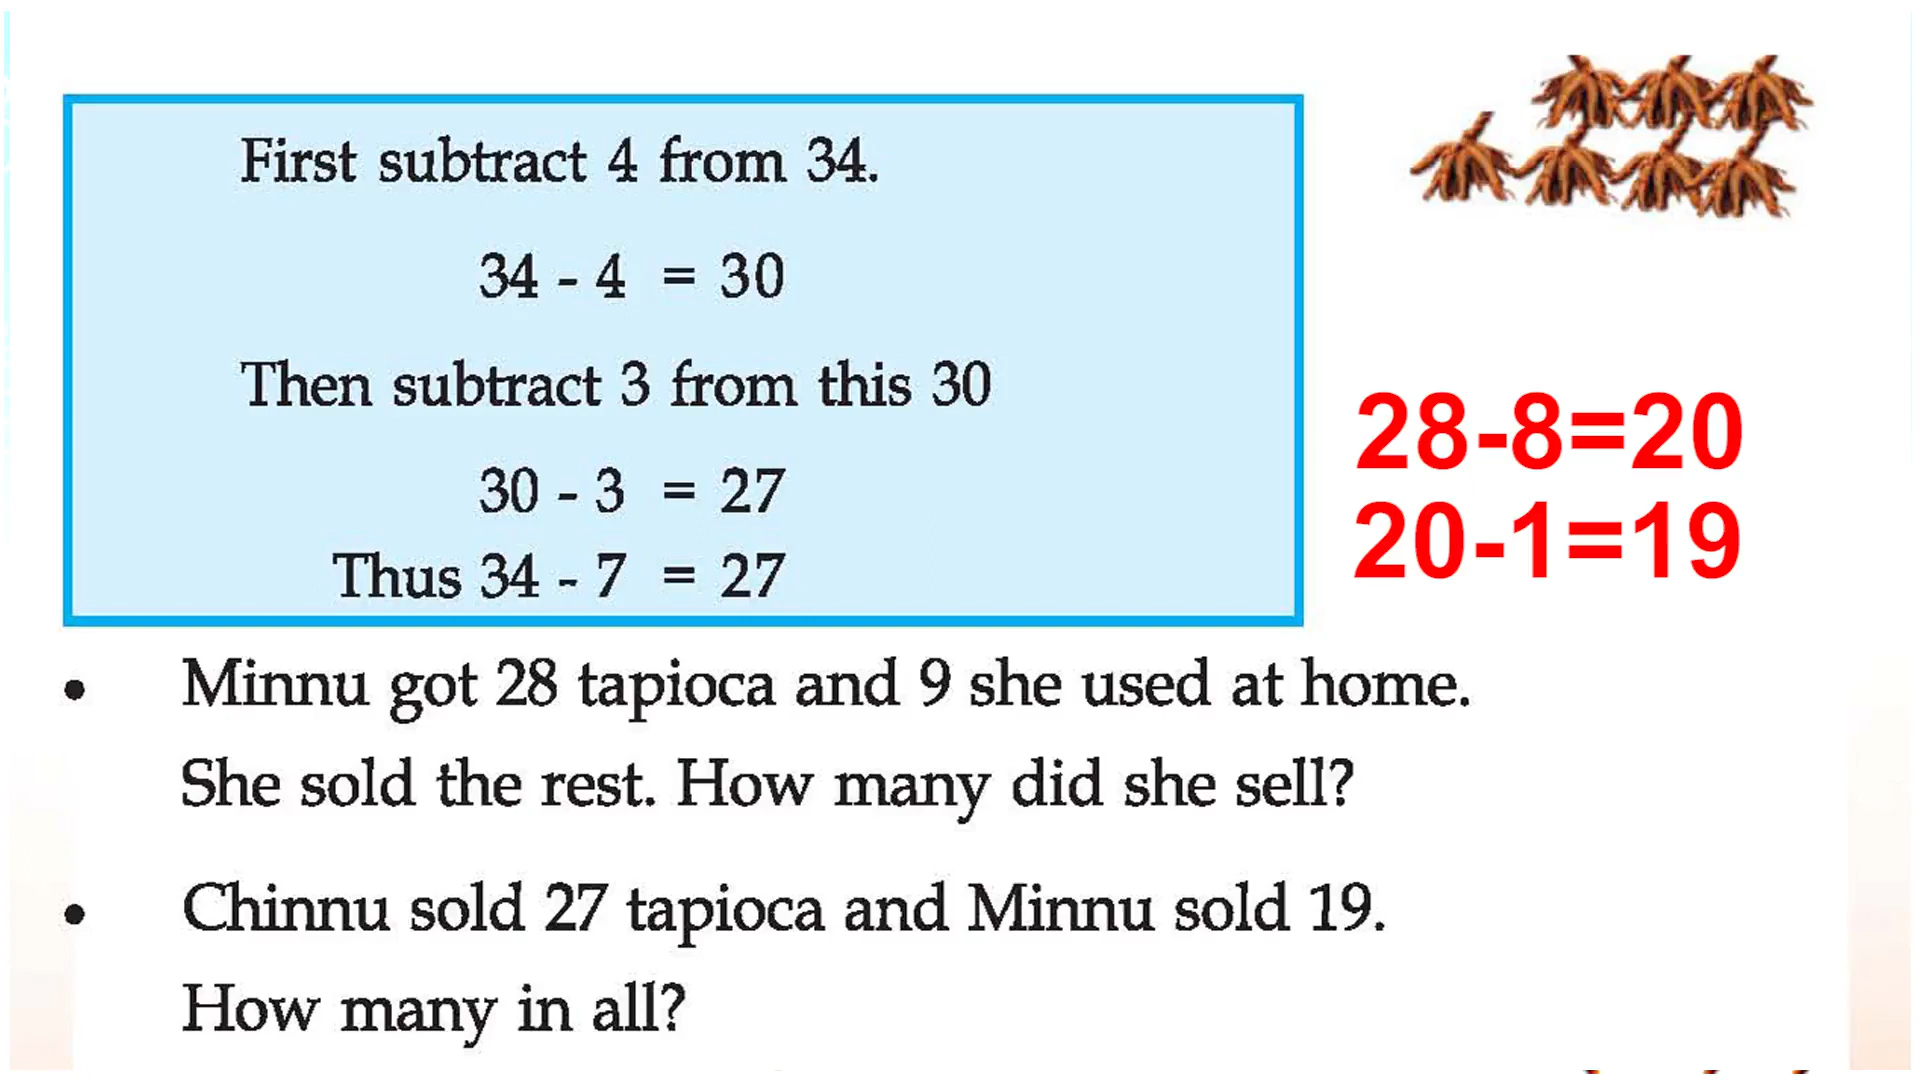 First subtract 4 from 34.
34 - 4 = 30
Then subtract 3 from this 30
30 - 3 = 27
Thus 34 - 7 = 27
28-8=20
20-1=19
• Minnu got 28 tapioca and 9 she used at home.
She sold the rest. How many did she sell?
• Chinnu sold 27 tapioca and Minnu sold 19.
How many in all?